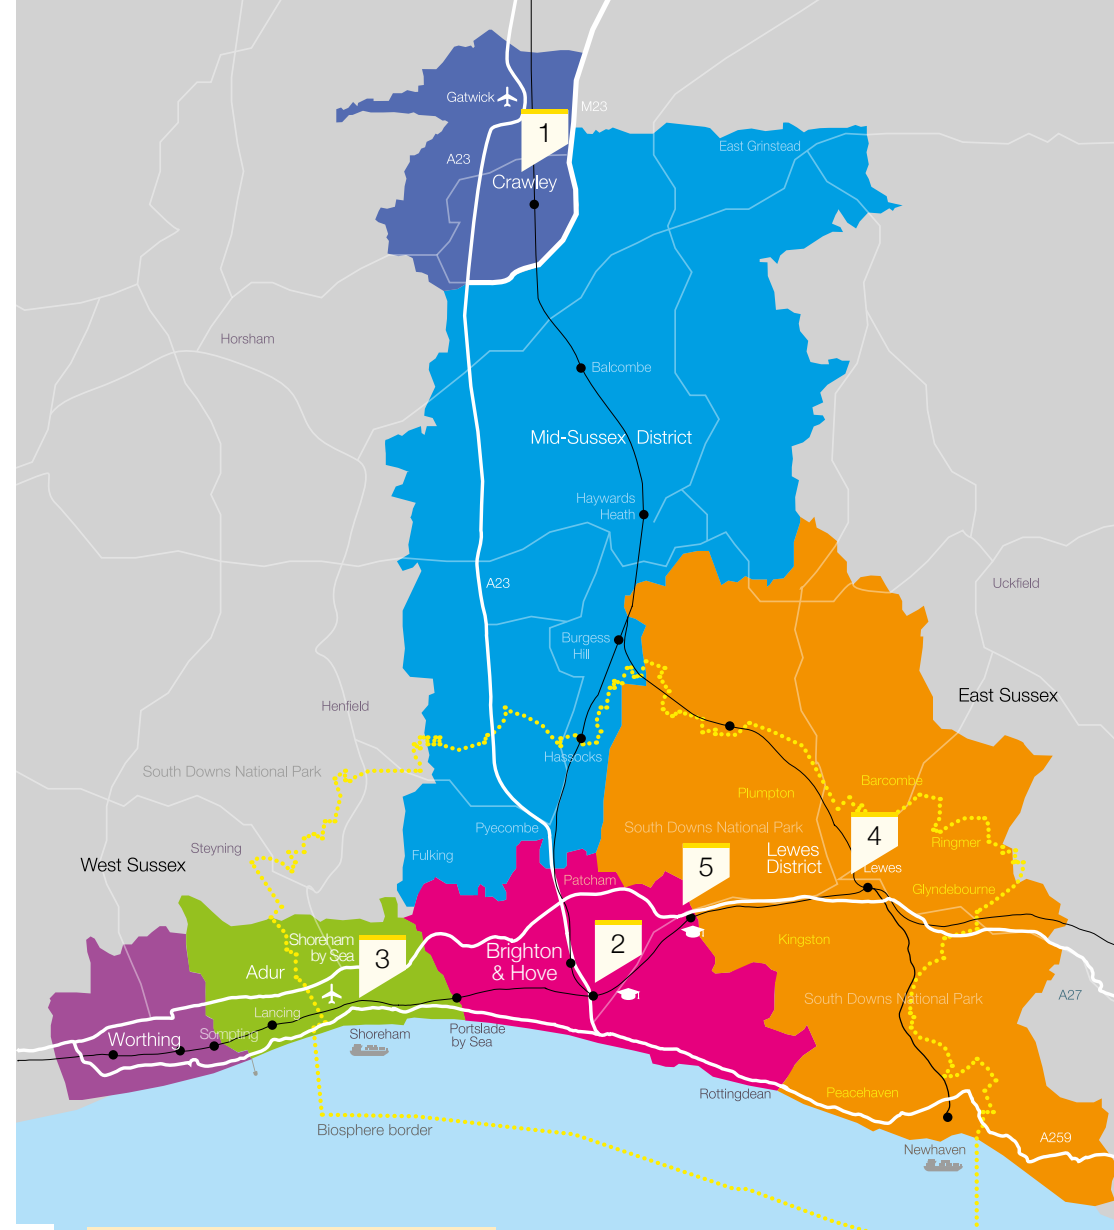 Gatwick
M23
1
A23
East Grinstead
Crawley
Horsham
Balcombe
Mid-Sussex District
Haywards
Heath
A23
Uckfield
Burgess
Hill
East Sussex
Henfield
Hassocks
South Downs National Park
Barcombe
Plumpton
Pyecombe
South Downs National Park
4
Steyning
Fulking
Lewes
District
Ringmer
West Sussex
5
Lewes
Patcham
Glyndebourne
Shoreham
by Sea
3
Brighton
& Hove
2
Kingston
Adur
South Downs National Park
A27
Lancing
Sompting
Worthing
Shoreham
Portslade
by Sea
Rottingdean
Peacehaven
Biosphere border
A259
Newhaven